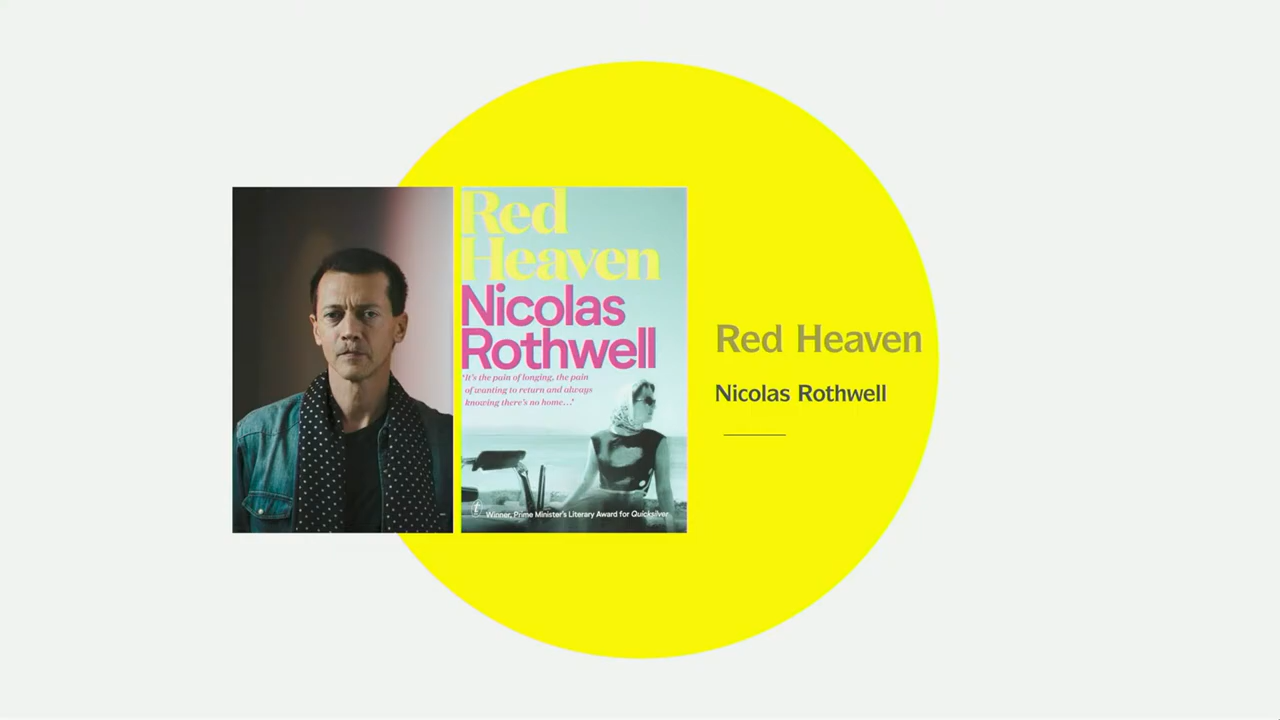 Red
Heaven
Nicolas
Rothwell
'It's the pain of longing, the pain
of wanting to return and always
knowing there's no home…'
Winner, Prime Minister's Literary Award for Quicksilver
Red Heaven
Nicolas Rothwell